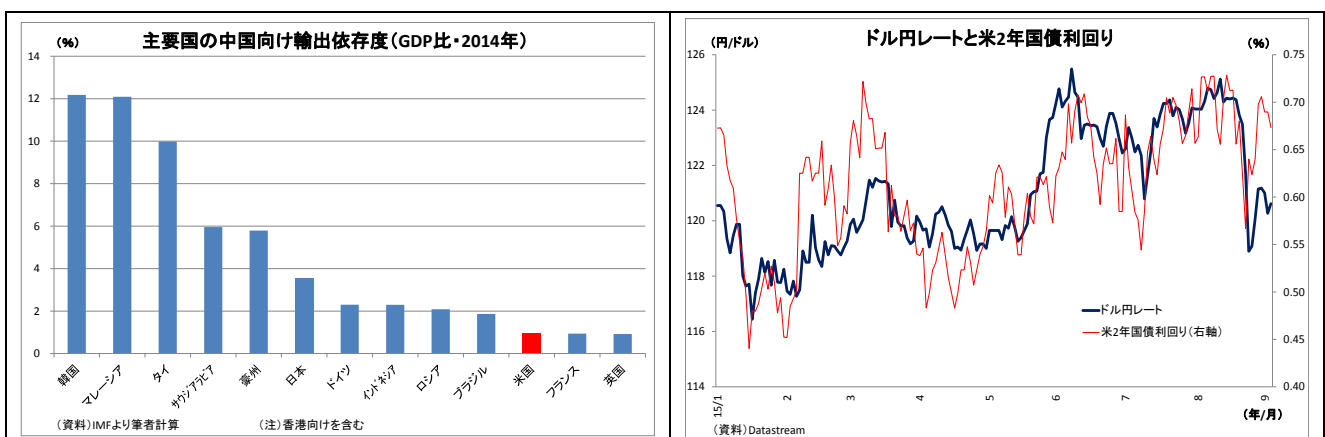 主要国の中国向け輸出依存度(GDP比・2014年)
(%)
14
12
10
8
6
4
2
0
韓国
マレーシア
タイ
サウジアラビア
豪州
日本
ドイツ
インドネシア
ロシア
ブラジル
米国
フランス
英国
(資料)IMFより筆者計算 (注)香港向けを含む
ドル円レートと米2年国債利回り
(円/ドル) (%)
126
124
122
120
118
116
114
0.75
0.70
0.65
0.60
0.55
0.50
0.45
0.40
ドル円レート
米2年国債利回り(右軸)
15/1 2 3 4 5 6 7 8 9
(年/月)
(資料)Datastream